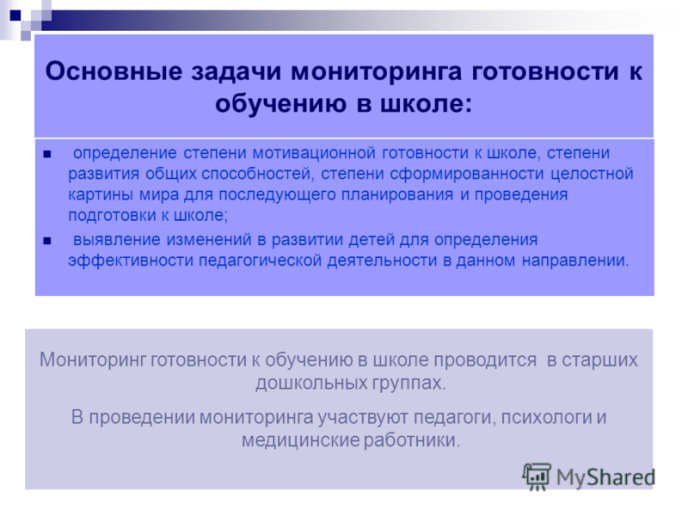 Основные задачи мониторинга готовности к
обучению в школе:
определение степени мотивационной готовности к школе, степени
развития общих способностей, степени сформированности целостной
картины мира для последующего планирования и проведения
подготовки к школе;
выявление изменений в развитии детей для определения
эффективности педагогической деятельности в данном направлении.
Мониторинг готовности к обучению в школе проводится в старших
дошкольных группах.
В проведении мониторинга участвуют педагоги, психологи и
медицинские работники.
MyShared